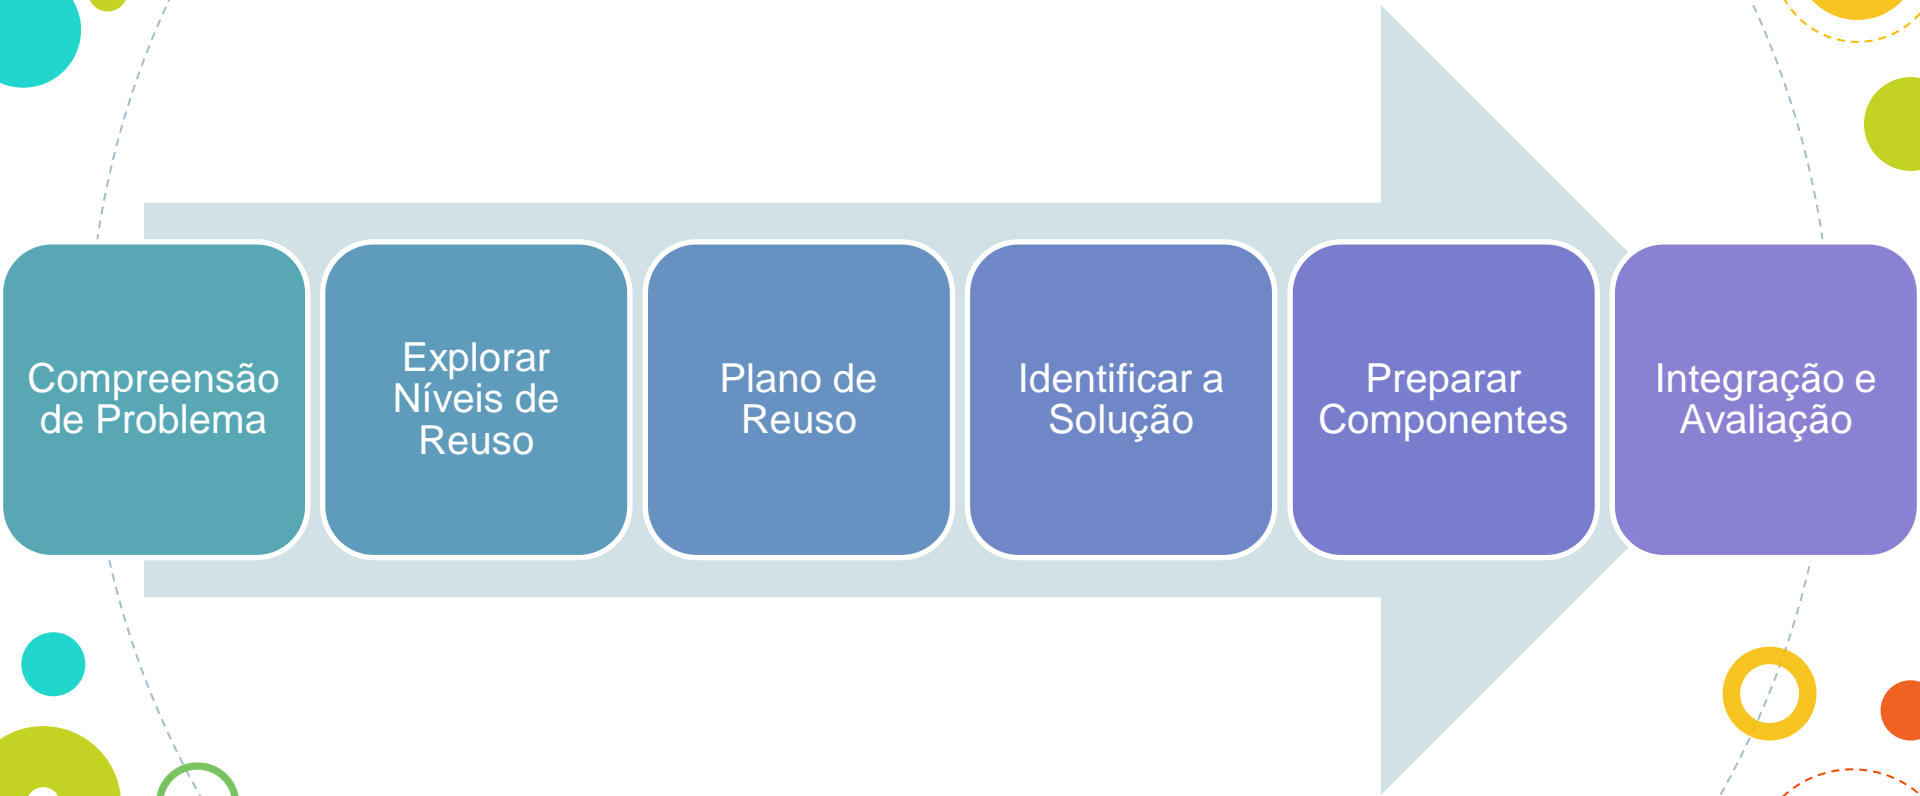 Compreensão
de Problema
Explorar
Níveis de
Reuso
Plano de
Reuso
Identificar a
Solução
Preparar
Componentes
Integração e
Avaliação